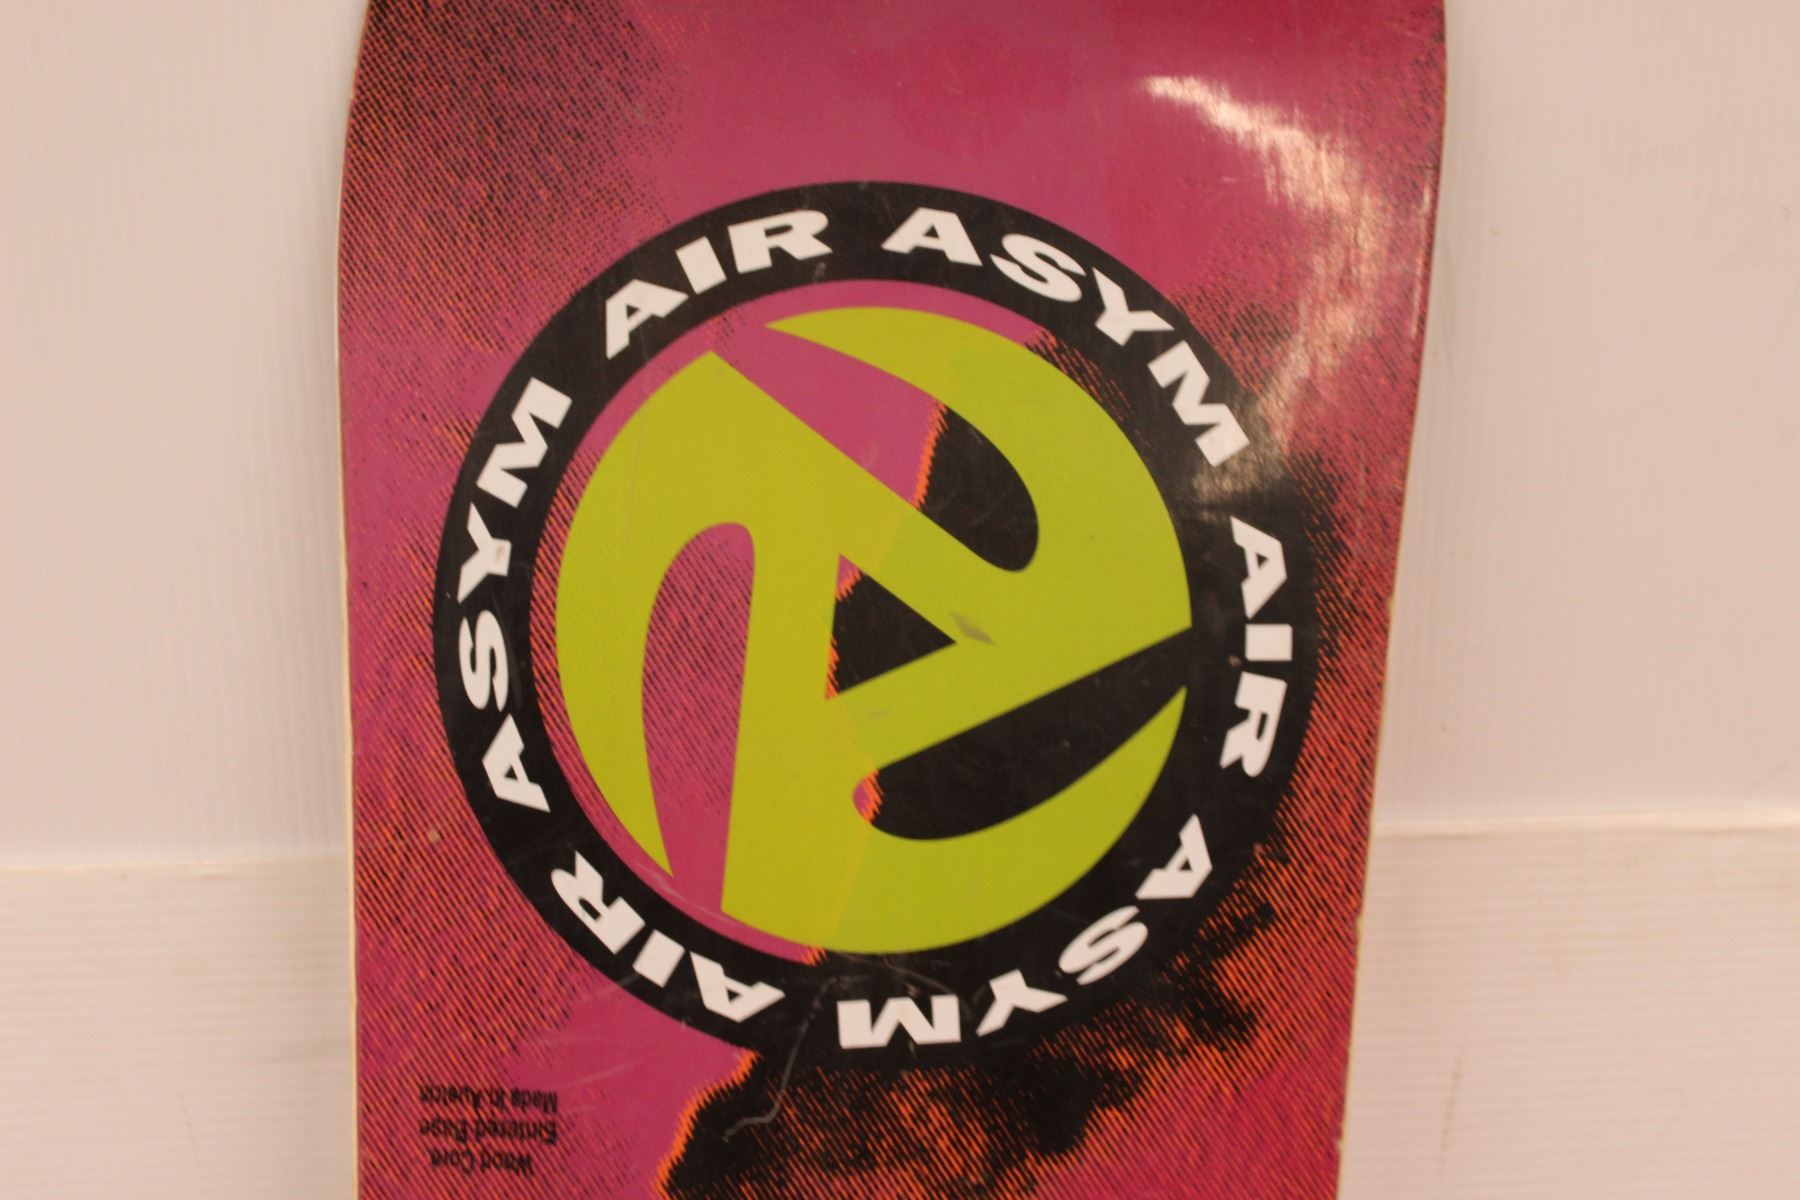 AIR ASYM AIR ASYM AIR ASYM
Wood Core
Sintered Base
Made in Austria